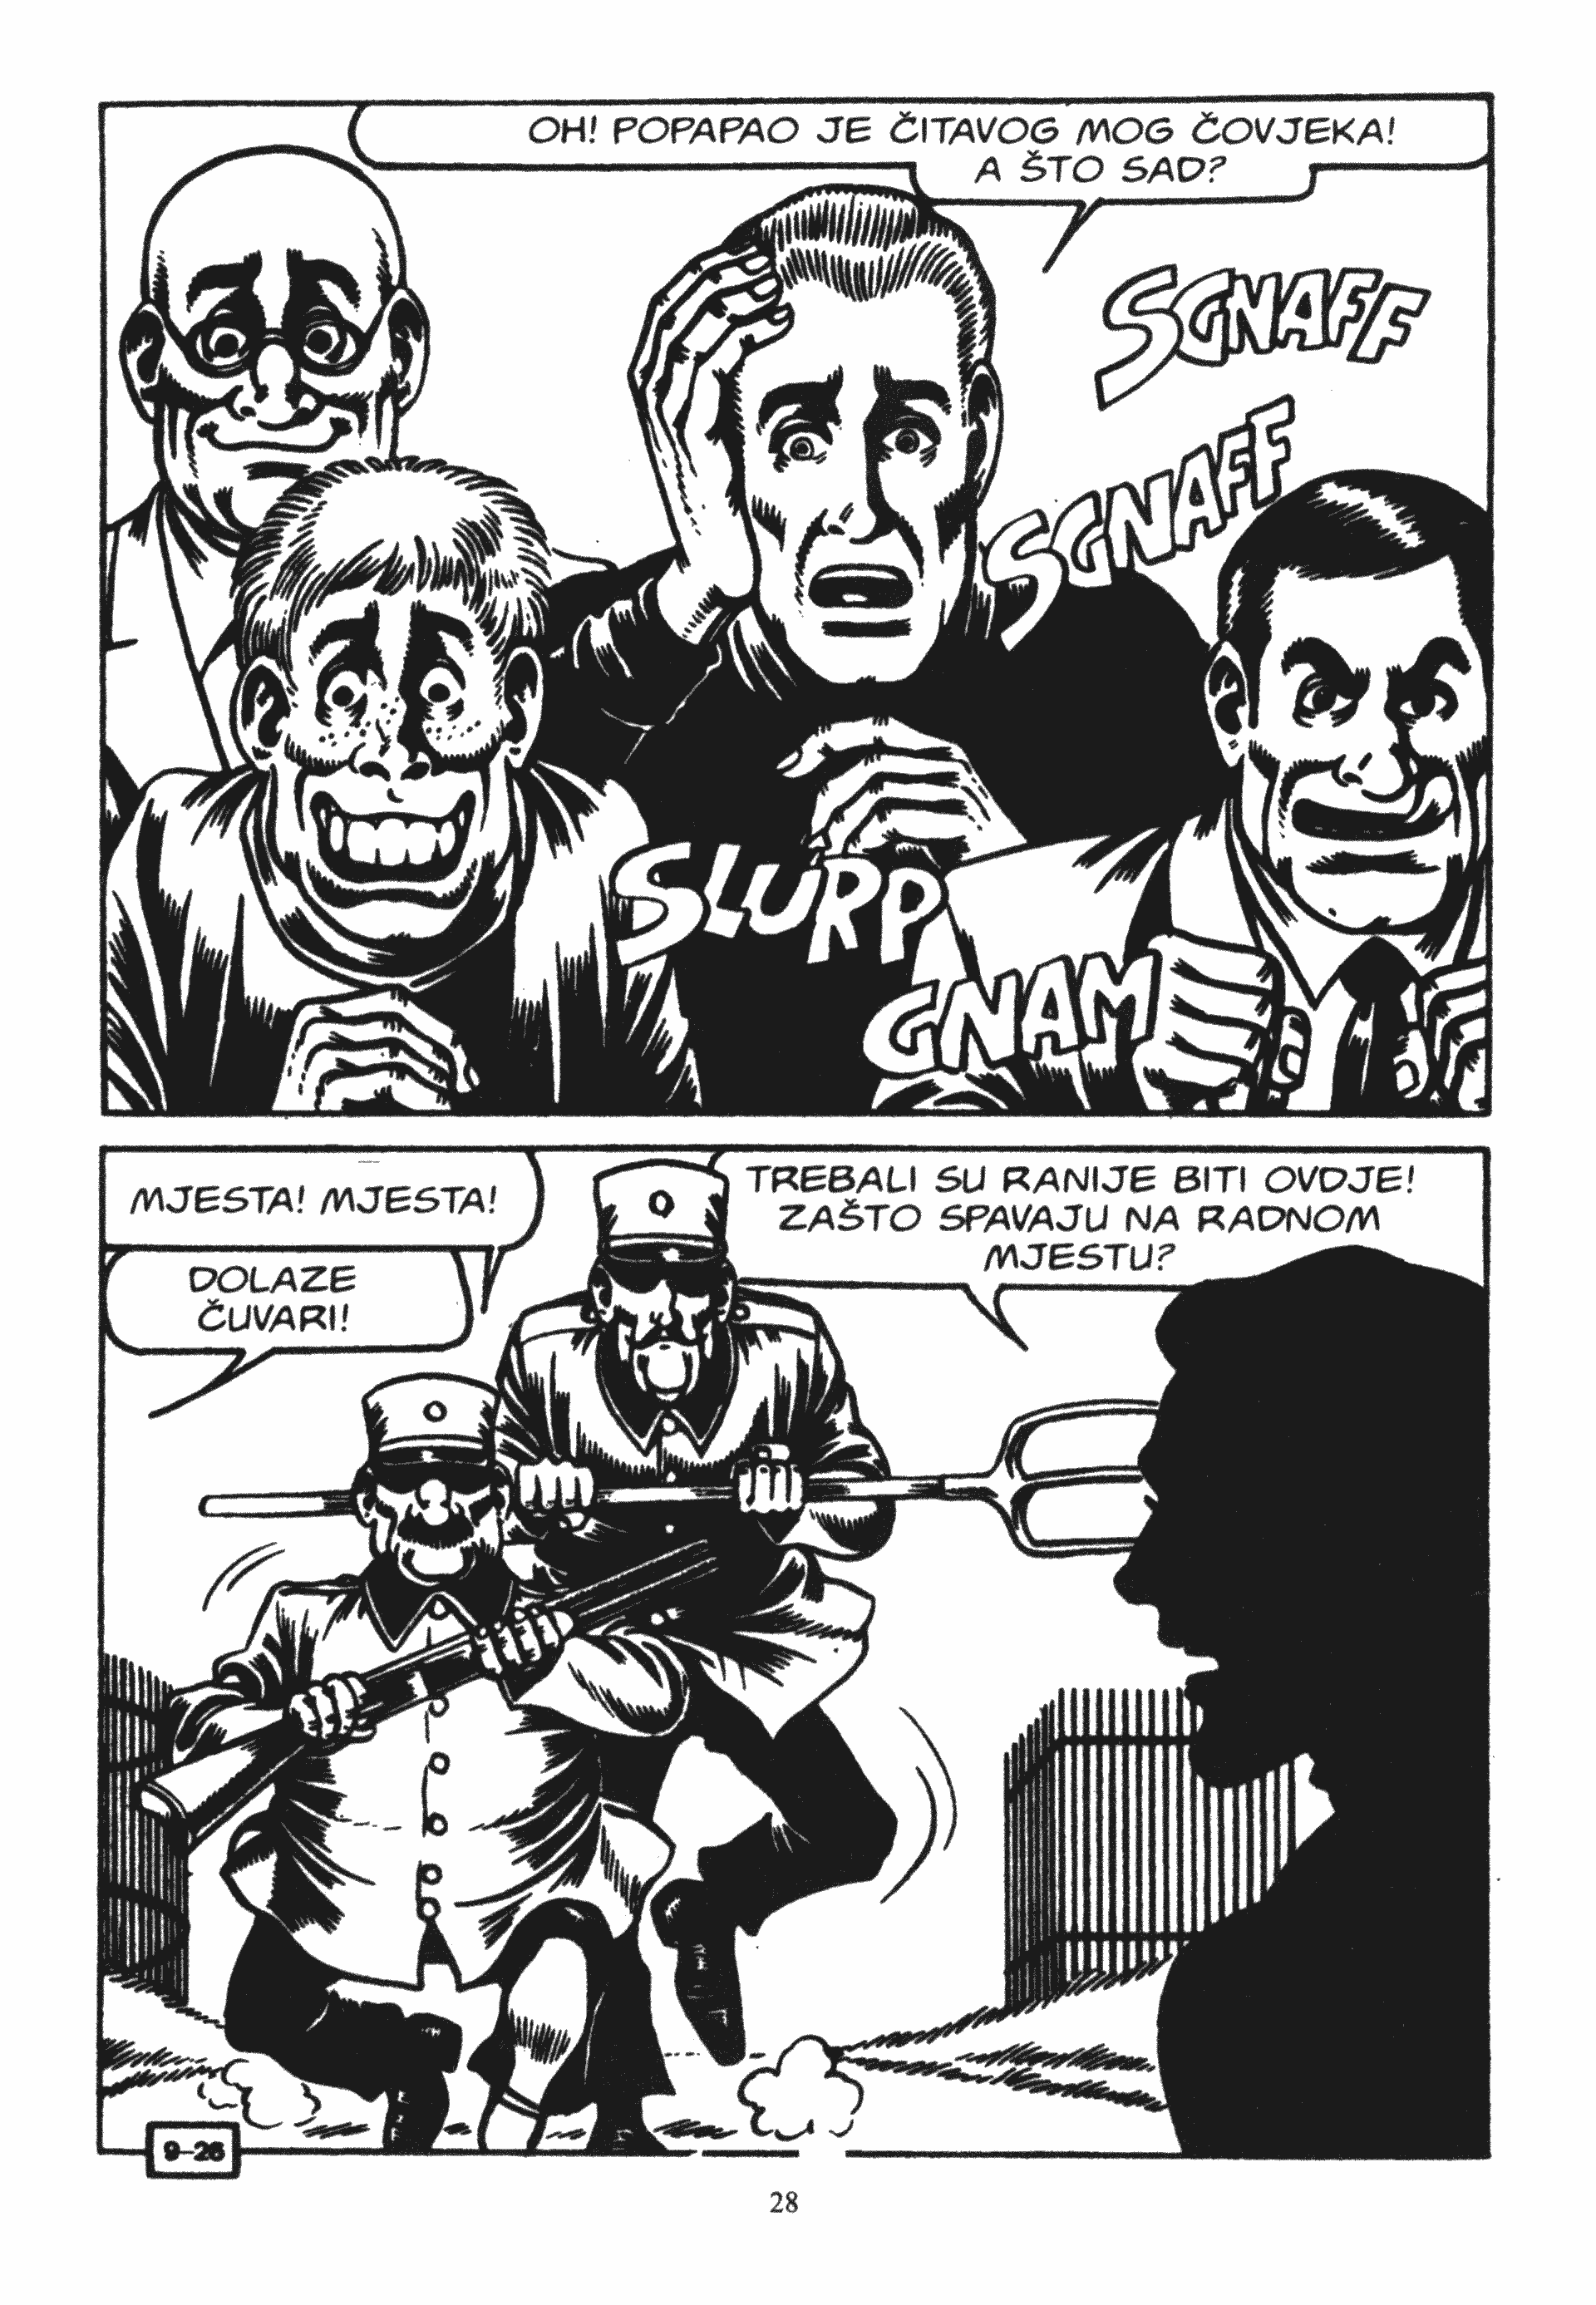 OH! POPAPAO JE ČITAVOG MOG ČOVJEKA!
A ŠTO SAD?
SGNAFF
SGNAFF
SLURP
GNAM
MJESTA! MJESTA!
DOLAZE
ČUVARI!
TREBALI SU RANIJE BITI OVDJE!
ZAŠTO SPAVAJU NA RADNOM
MJESTU?
9-26
28